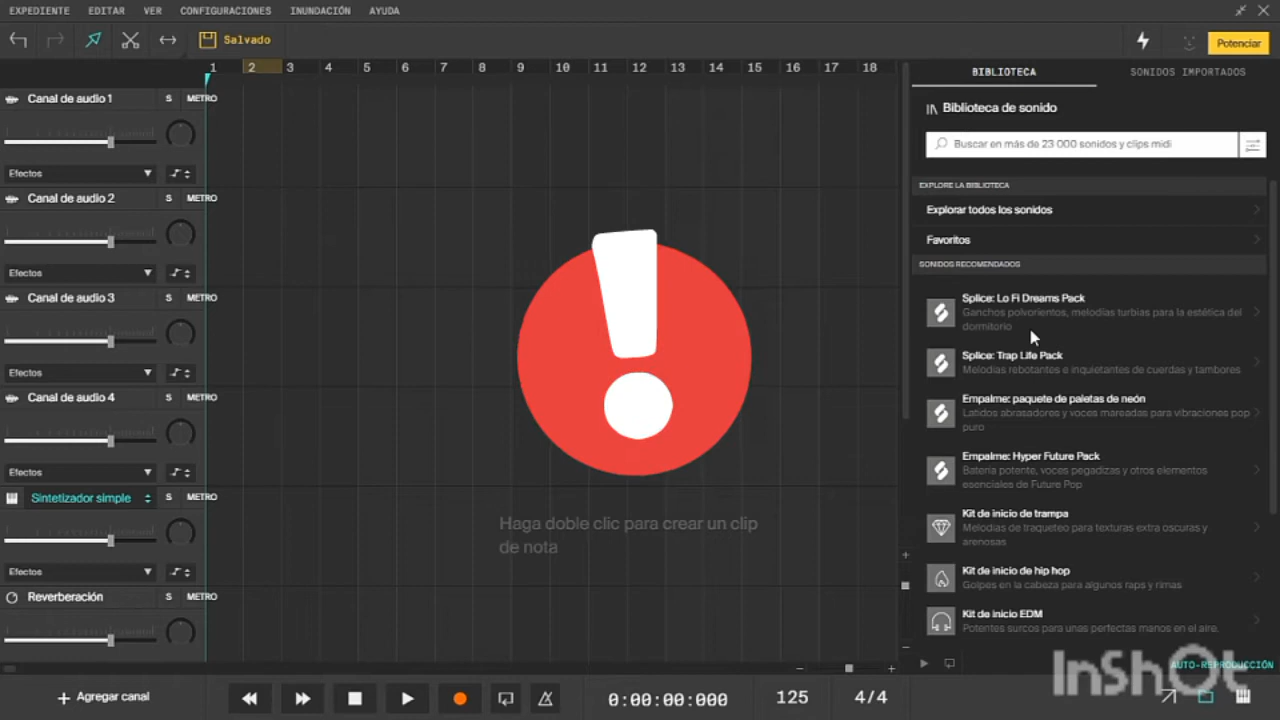 EXPEDIENTE EDITAR VER CONFIGURACIONES INUNDACIÓN AYUDA
Salvado
Potenciar
1 2 3 4 5 6 7 8 9 10 11 12 13 14 15 16 17 18
Canal de audio 1 S METRO
Efectos
Canal de audio 2 S METRO
Efectos
Canal de audio 3 S METRO
Efectos
Canal de audio 4 S METRO
Efectos
Sintetizador simple S METRO
Efectos
Reverberación S METRO
Haga doble clic para crear un clip
de nota
BIBLIOTECA SONIDOS IMPORTADOS
Biblioteca de sonido
Buscar en más de 23 000 sonidos y clips midi
EXPLORE LA BIBLIOTECA
Explorar todos los sonidos
Favoritos
SONIDOS RECOMENDADOS
Splice: Lo Fi Dreams Pack
Ganchos polvorientos, melodías turbias para la estética del
dormitorio
Splice: Trap Life Pack
Melodías rebotantes e inquietantes de cuerdas y tambores
Empalme: paquete de paletas de neón
Latidos abrasadores y voces mareadas para vibraciones pop
puro
Empalme: Hyper Future Pack
Batería potente, voces pegadizas y otros elementos
esenciales de Future Pop
Kit de inicio de trampa
Melodías de traqueteo para texturas extra oscuras y
arenosas
Kit de inicio de hip hop
Golpes en la cabeza para algunos raps y rimas
Kit de inicio EDM
Potentes surcos para unas perfectas manos en el aire.
AUTO-REPRODUCCIÓN
InShOt
+ Agregar canal
0:00:00:000 125 4/4